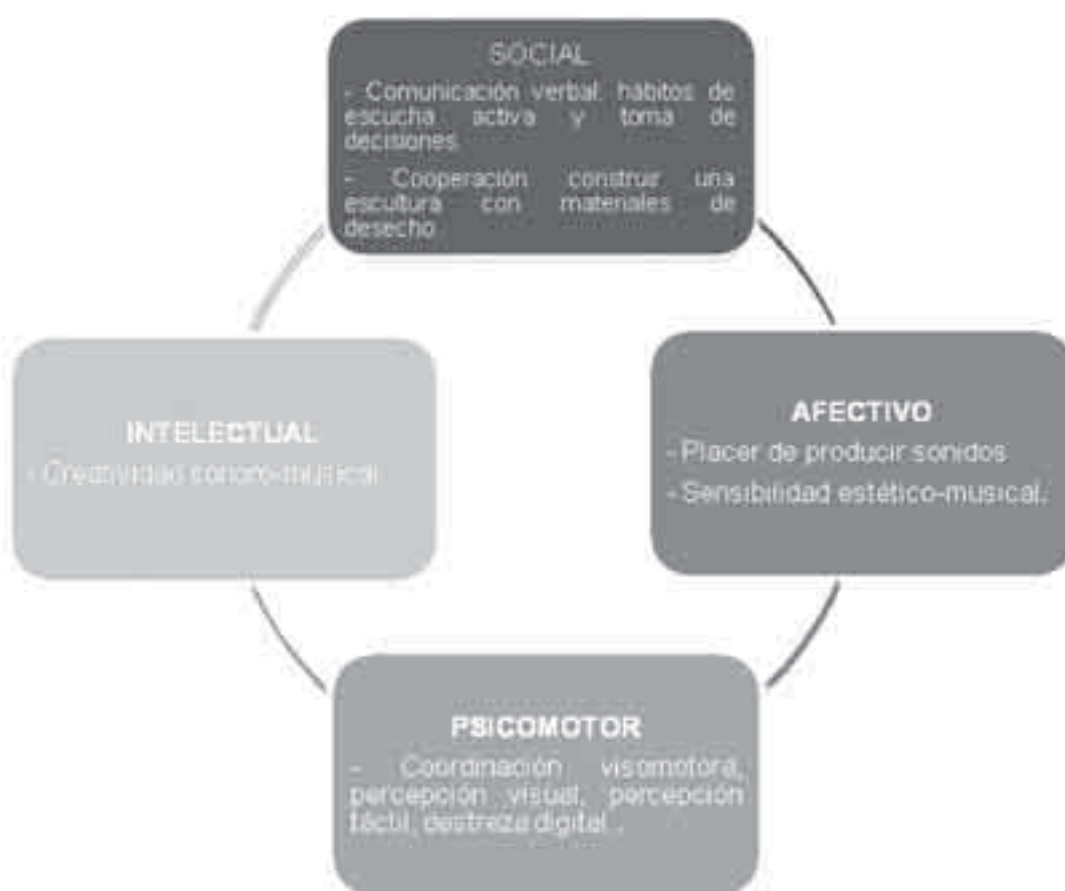 SOCIAL
- Comunicación verbal: hábitos de
escucha activa y toma de
decisiones
- Cooperación construir una
escultura con materiales de
desecho
INTELECTUAL
- Creatividad sonoro-musical
AFECTIVO
- Placer de producir sonidos
- Sensibilidad estético-musical.
PSICOMOTOR
- Coordinación visomotora,
percepción visual, percepción
táctil, destreza digital...